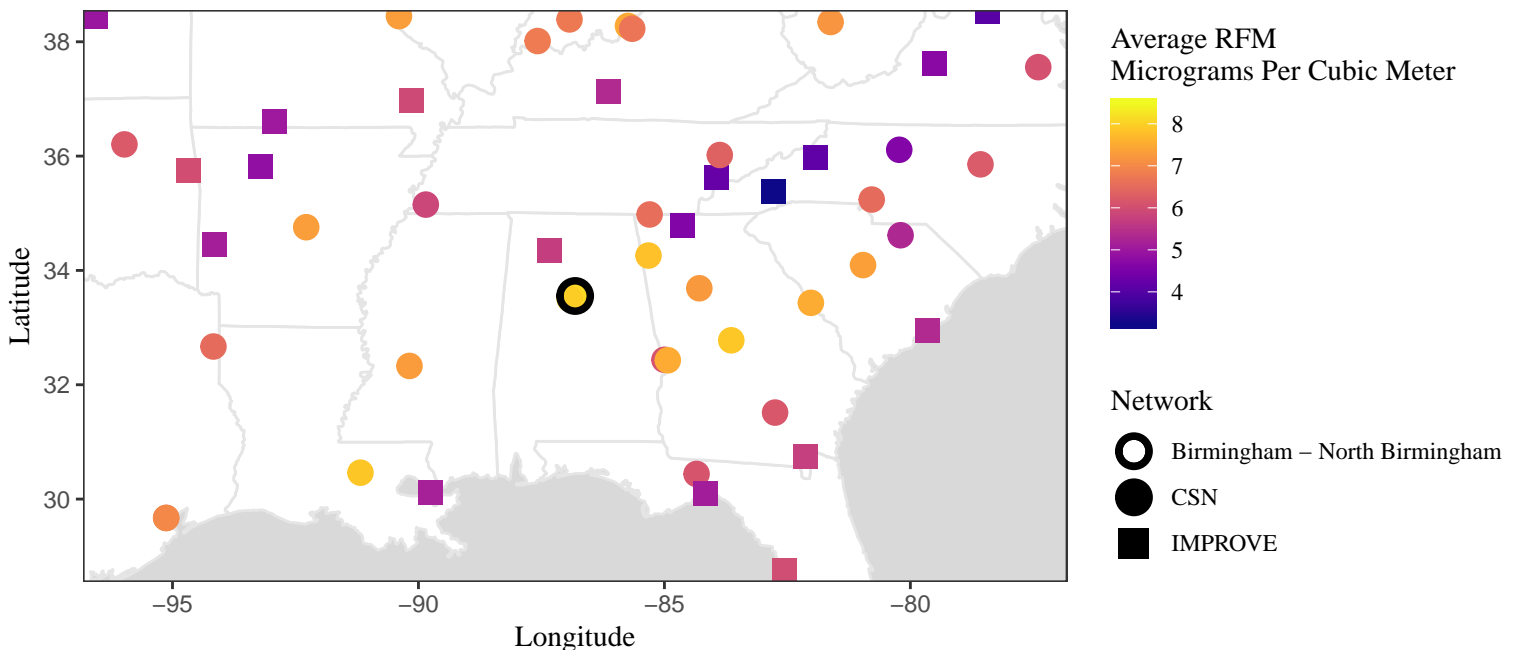 38
36
34
32
30
Latitude
−95
−90
−85
−80
Longitude
Average RFM
Micrograms Per Cubic Meter
8
7
6
5
4
Network
Birmingham – North Birmingham
CSN
IMPROVE